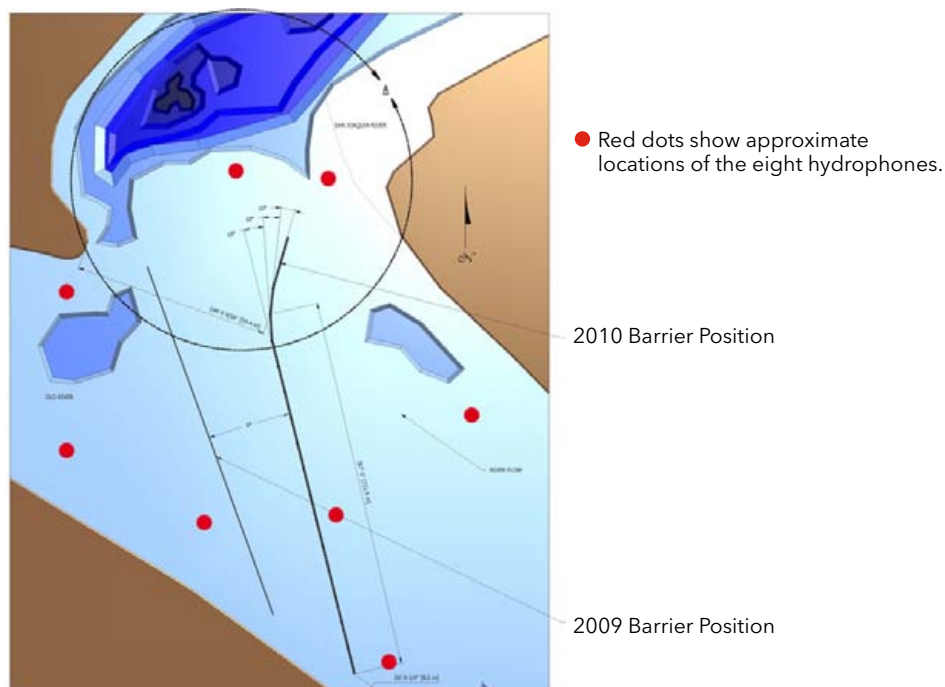 SAN JOAQUIN RIVER
Red dots show approximate
locations of the eight hydrophones.
2010 Barrier Position
OLD RIVER
RIVER FLOW
2009 Barrier Position